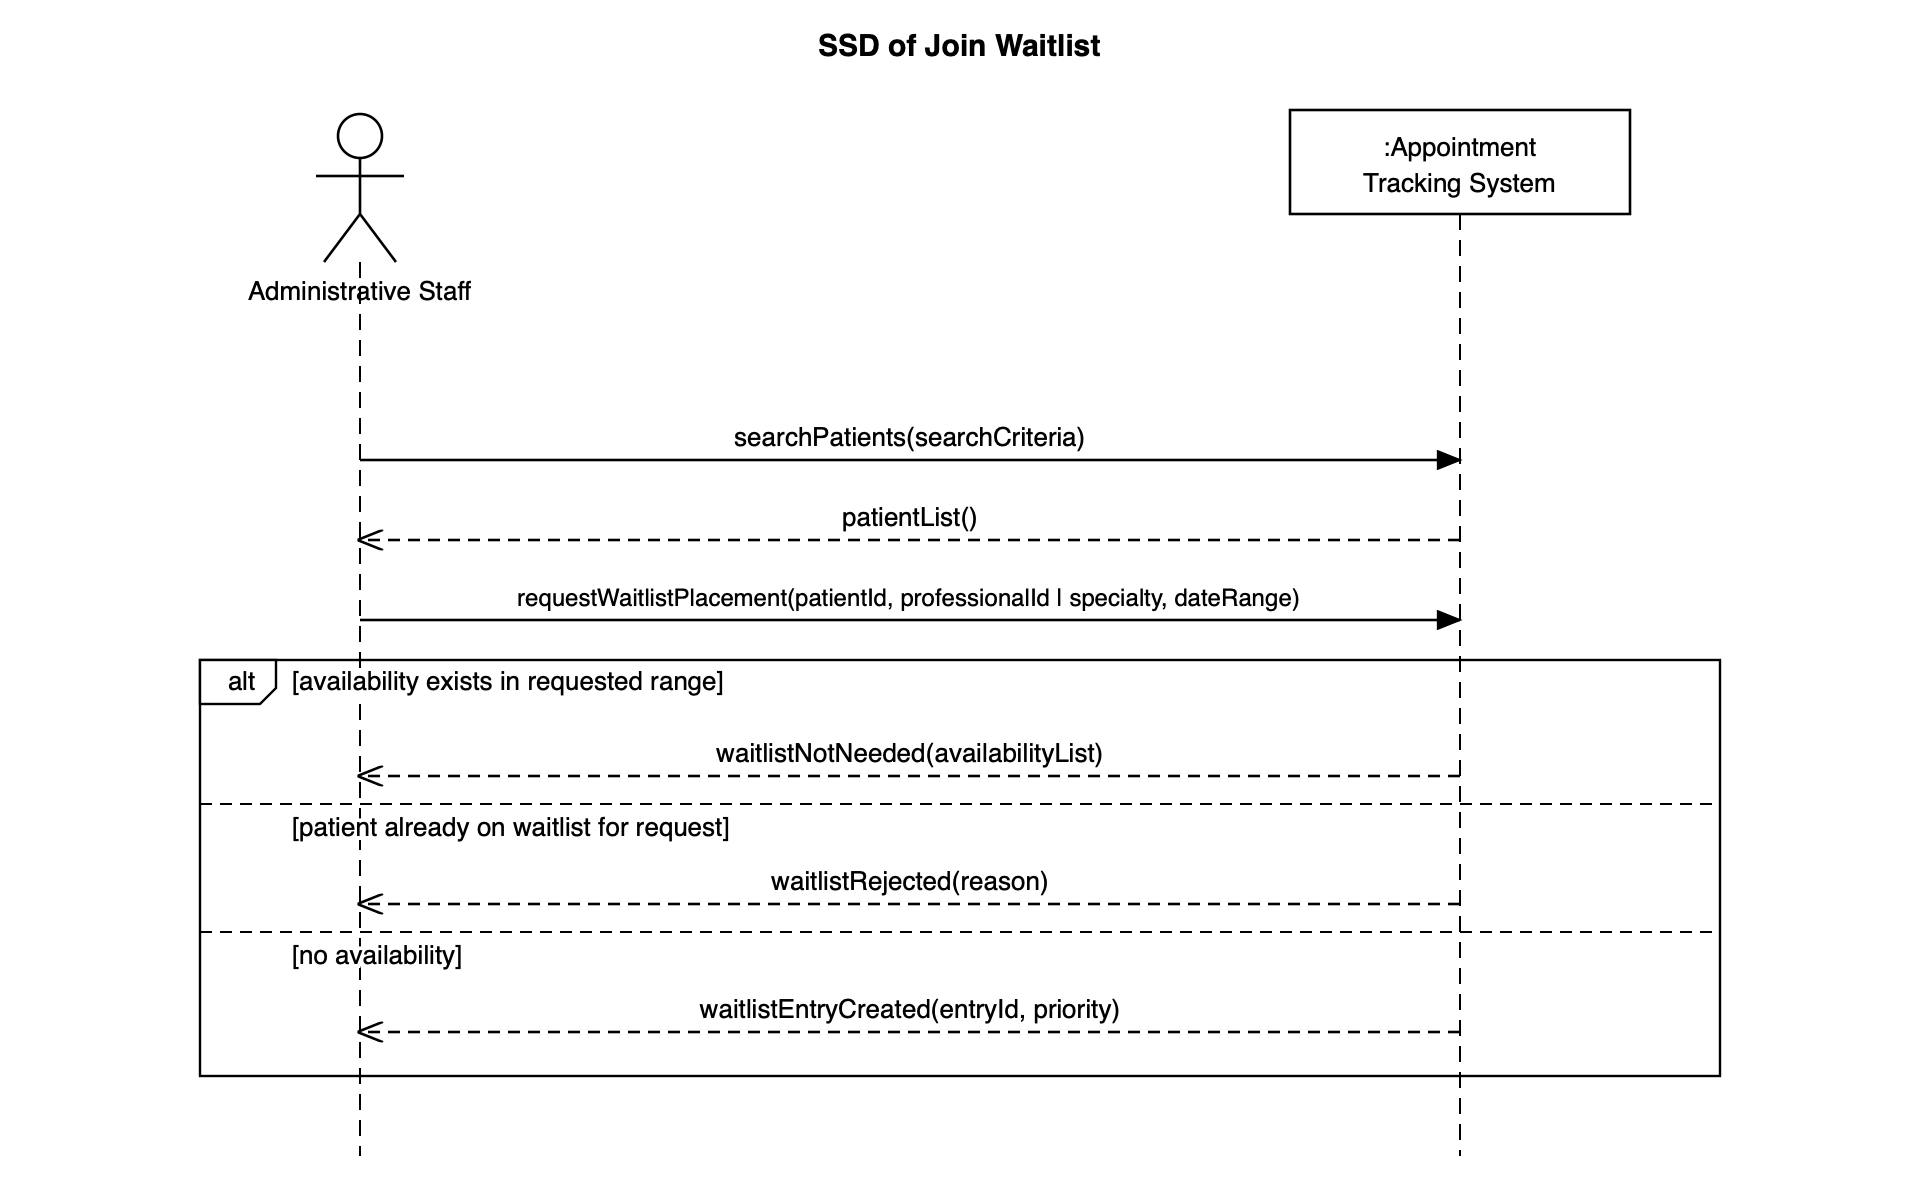 SSD of Join Waitlist
:Appointment
Tracking System
Administrative Staff
searchPatients(searchCriteria)
patientList()
requestWaitlistPlacement(patientId, professionalId | specialty, dateRange)
alt [availability exists in requested range]
waitlistNotNeeded(availabilityList)
[patient already on waitlist for request]
waitlistRejected(reason)
[no availability]
waitlistEntryCreated(entryId, priority)